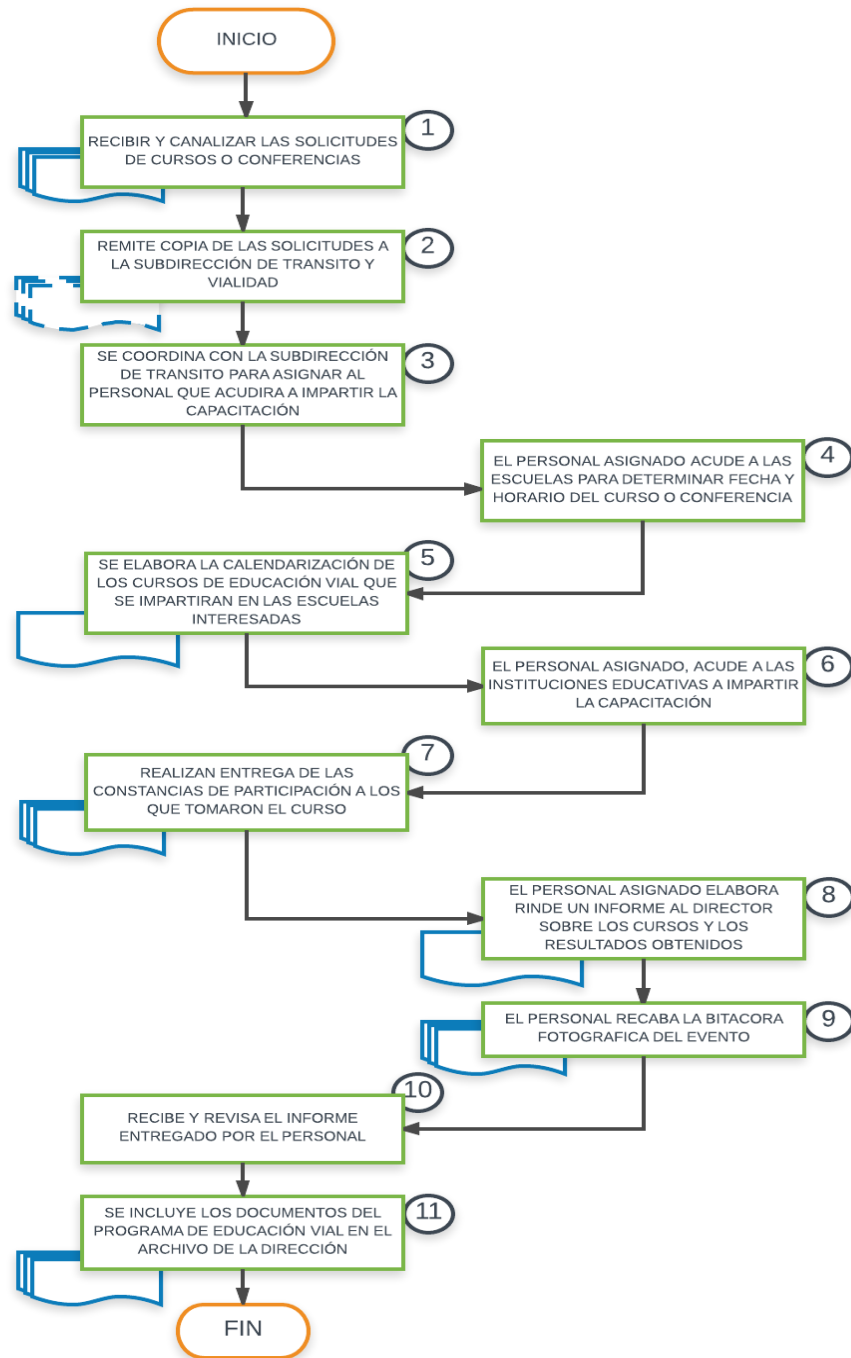 INICIO
1
RECIBIR Y CANALIZAR LAS SOLICITUDES
DE CURSOS O CONFERENCIAS
2
REMITE COPIA DE LAS SOLICITUDES A
LA SUBDIRECCIÓN DE TRANSITO Y
VIALIDAD
3
SE COORDINA CON LA SUBDIRECCIÓN
DE TRANSITO PARA ASIGNAR AL
PERSONAL QUE ACUDIRA A IMPARTIR LA
CAPACITACIÓN
4
EL PERSONAL ASIGNADO ACUDE A LAS
ESCUELAS PARA DETERMINAR FECHA Y
HORARIO DEL CURSO O CONFERENCIA
5
SE ELABORA LA CALENDARIZACIÓN DE
LOS CURSOS DE EDUCACIÓN VIAL QUE
SE IMPARTIRAN EN LAS ESCUELAS
INTERESADAS
6
EL PERSONAL ASIGNADO, ACUDE A LAS
INSTITUCIONES EDUCATIVAS A IMPARTIR
LA CAPACITACIÓN
7
REALIZAN ENTREGA DE LAS
CONSTANCIAS DE PARTICIPACIÓN A LOS
QUE TOMARON EL CURSO
8
EL PERSONAL ASIGNADO ELABORA
RINDE UN INFORME AL DIRECTOR
SOBRE LOS CURSOS Y LOS
RESULTADOS OBTENIDOS
9
EL PERSONAL RECABA LA BITACORA
FOTOGRAFICA DEL EVENTO
10
RECIBE Y REVISA EL INFORME
ENTREGADO POR EL PERSONAL
11
SE INCLUYE LOS DOCUMENTOS DEL
PROGRAMA DE EDUCACIÓN VIAL EN EL
ARCHIVO DE LA DIRECCIÓN
FIN